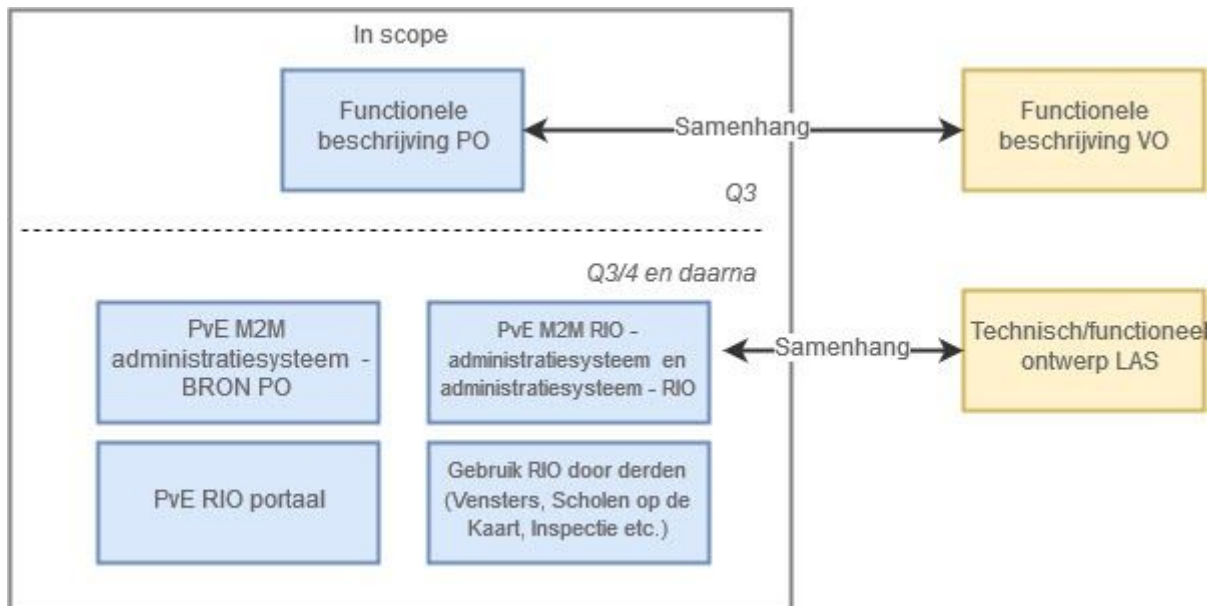 In scope
Functionele
beschrijving PO
Samenhang
Functionele
beschrijving VO
Q3
Q3/4 en daarna
PvE M2M
administratiesysteem -
BRON PO
PvE M2M RIO -
administratiesysteem en
administratiesysteem - RIO
Samenhang
Technisch/functioneel
ontwerp LAS
PvE RIO portaal
Gebruik RIO door derden
(Vensters, Scholen op de
Kaart, Inspectie etc.)